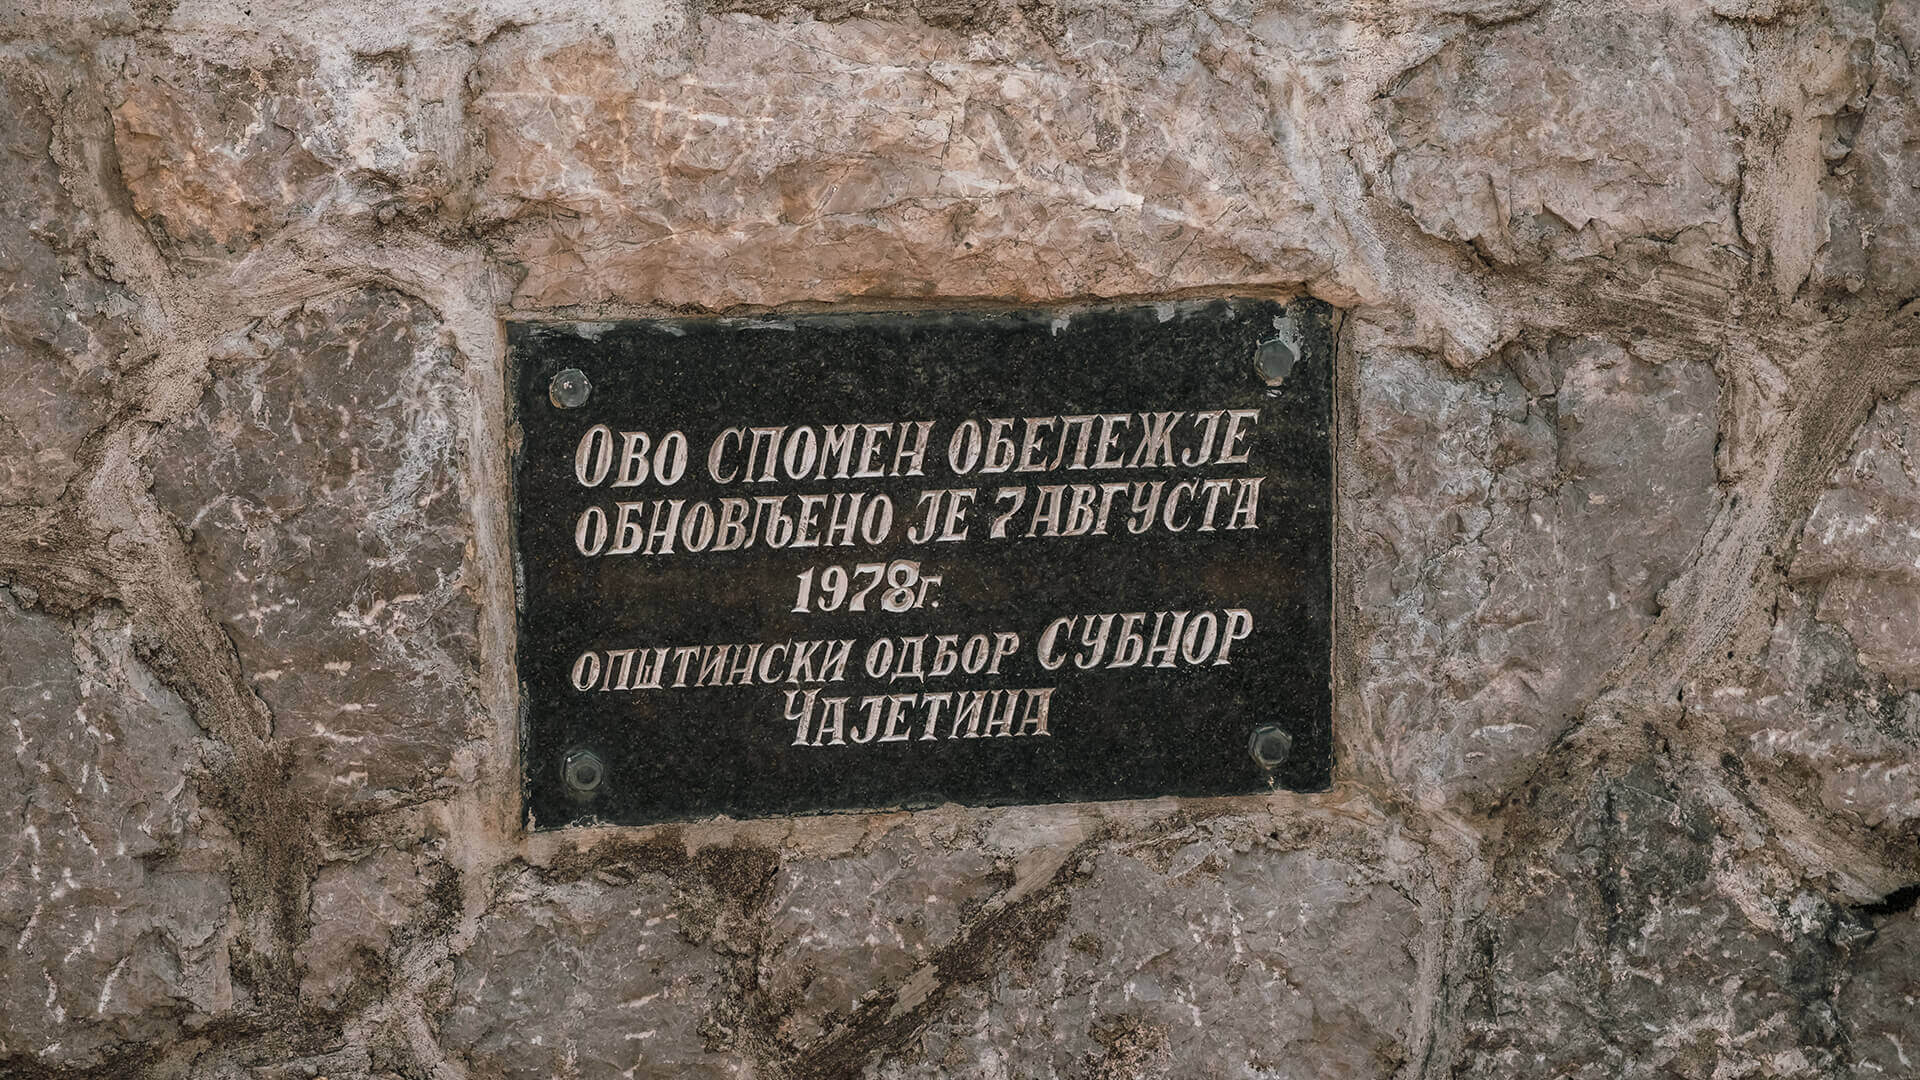 Ово спомен обележје
обновљено је 7 августа
1978г.
општински одбор СУБНОР
Чајетина